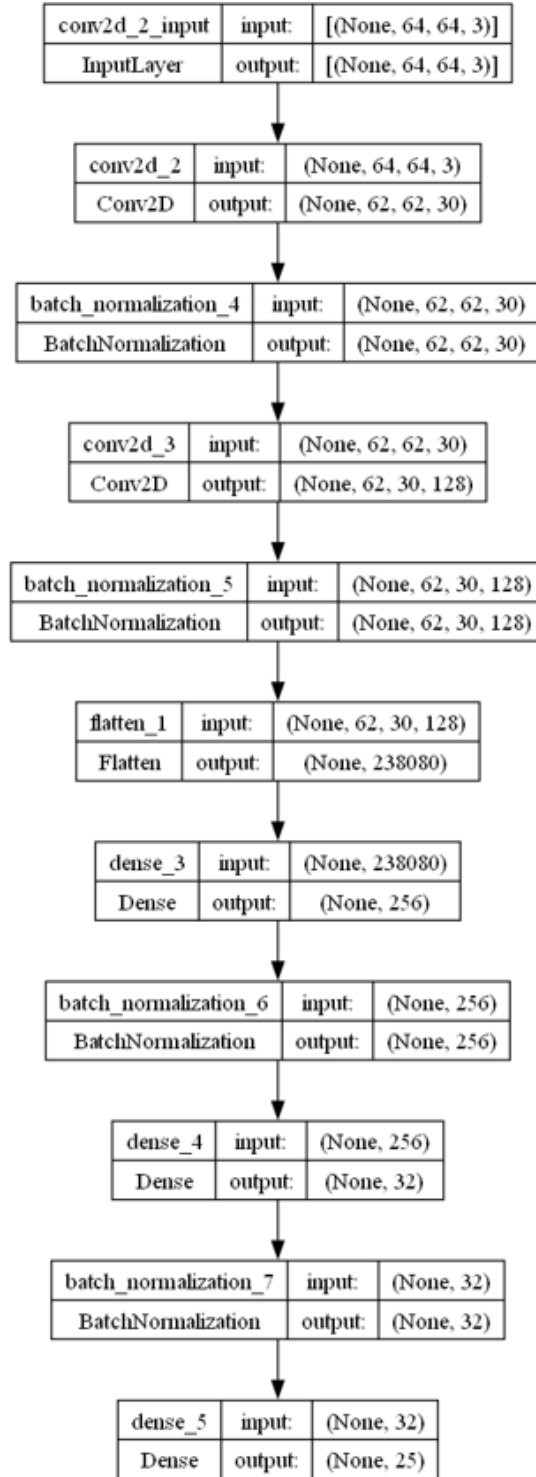 conv2d_2_input input: [(None, 64, 64, 3)]
InputLayer output: [(None, 64, 64, 3)]
conv2d_2 input: (None, 64, 64, 3)
Conv2D output: (None, 62, 62, 30)
batch_normalization_4 input: (None, 62, 62, 30)
BatchNormalization output: (None, 62, 62, 30)
conv2d_3 input: (None, 62, 62, 30)
Conv2D output: (None, 62, 30, 128)
batch_normalization_5 input: (None, 62, 30, 128)
BatchNormalization output: (None, 62, 30, 128)
flatten_1 input: (None, 62, 30, 128)
Flatten output: (None, 238080)
dense_3 input: (None, 238080)
Dense output: (None, 256)
batch_normalization_6 input: (None, 256)
BatchNormalization output: (None, 256)
dense_4 input: (None, 256)
Dense output: (None, 32)
batch_normalization_7 input: (None, 32)
BatchNormalization output: (None, 32)
dense_5 input: (None, 32)
Dense output: (None, 25)